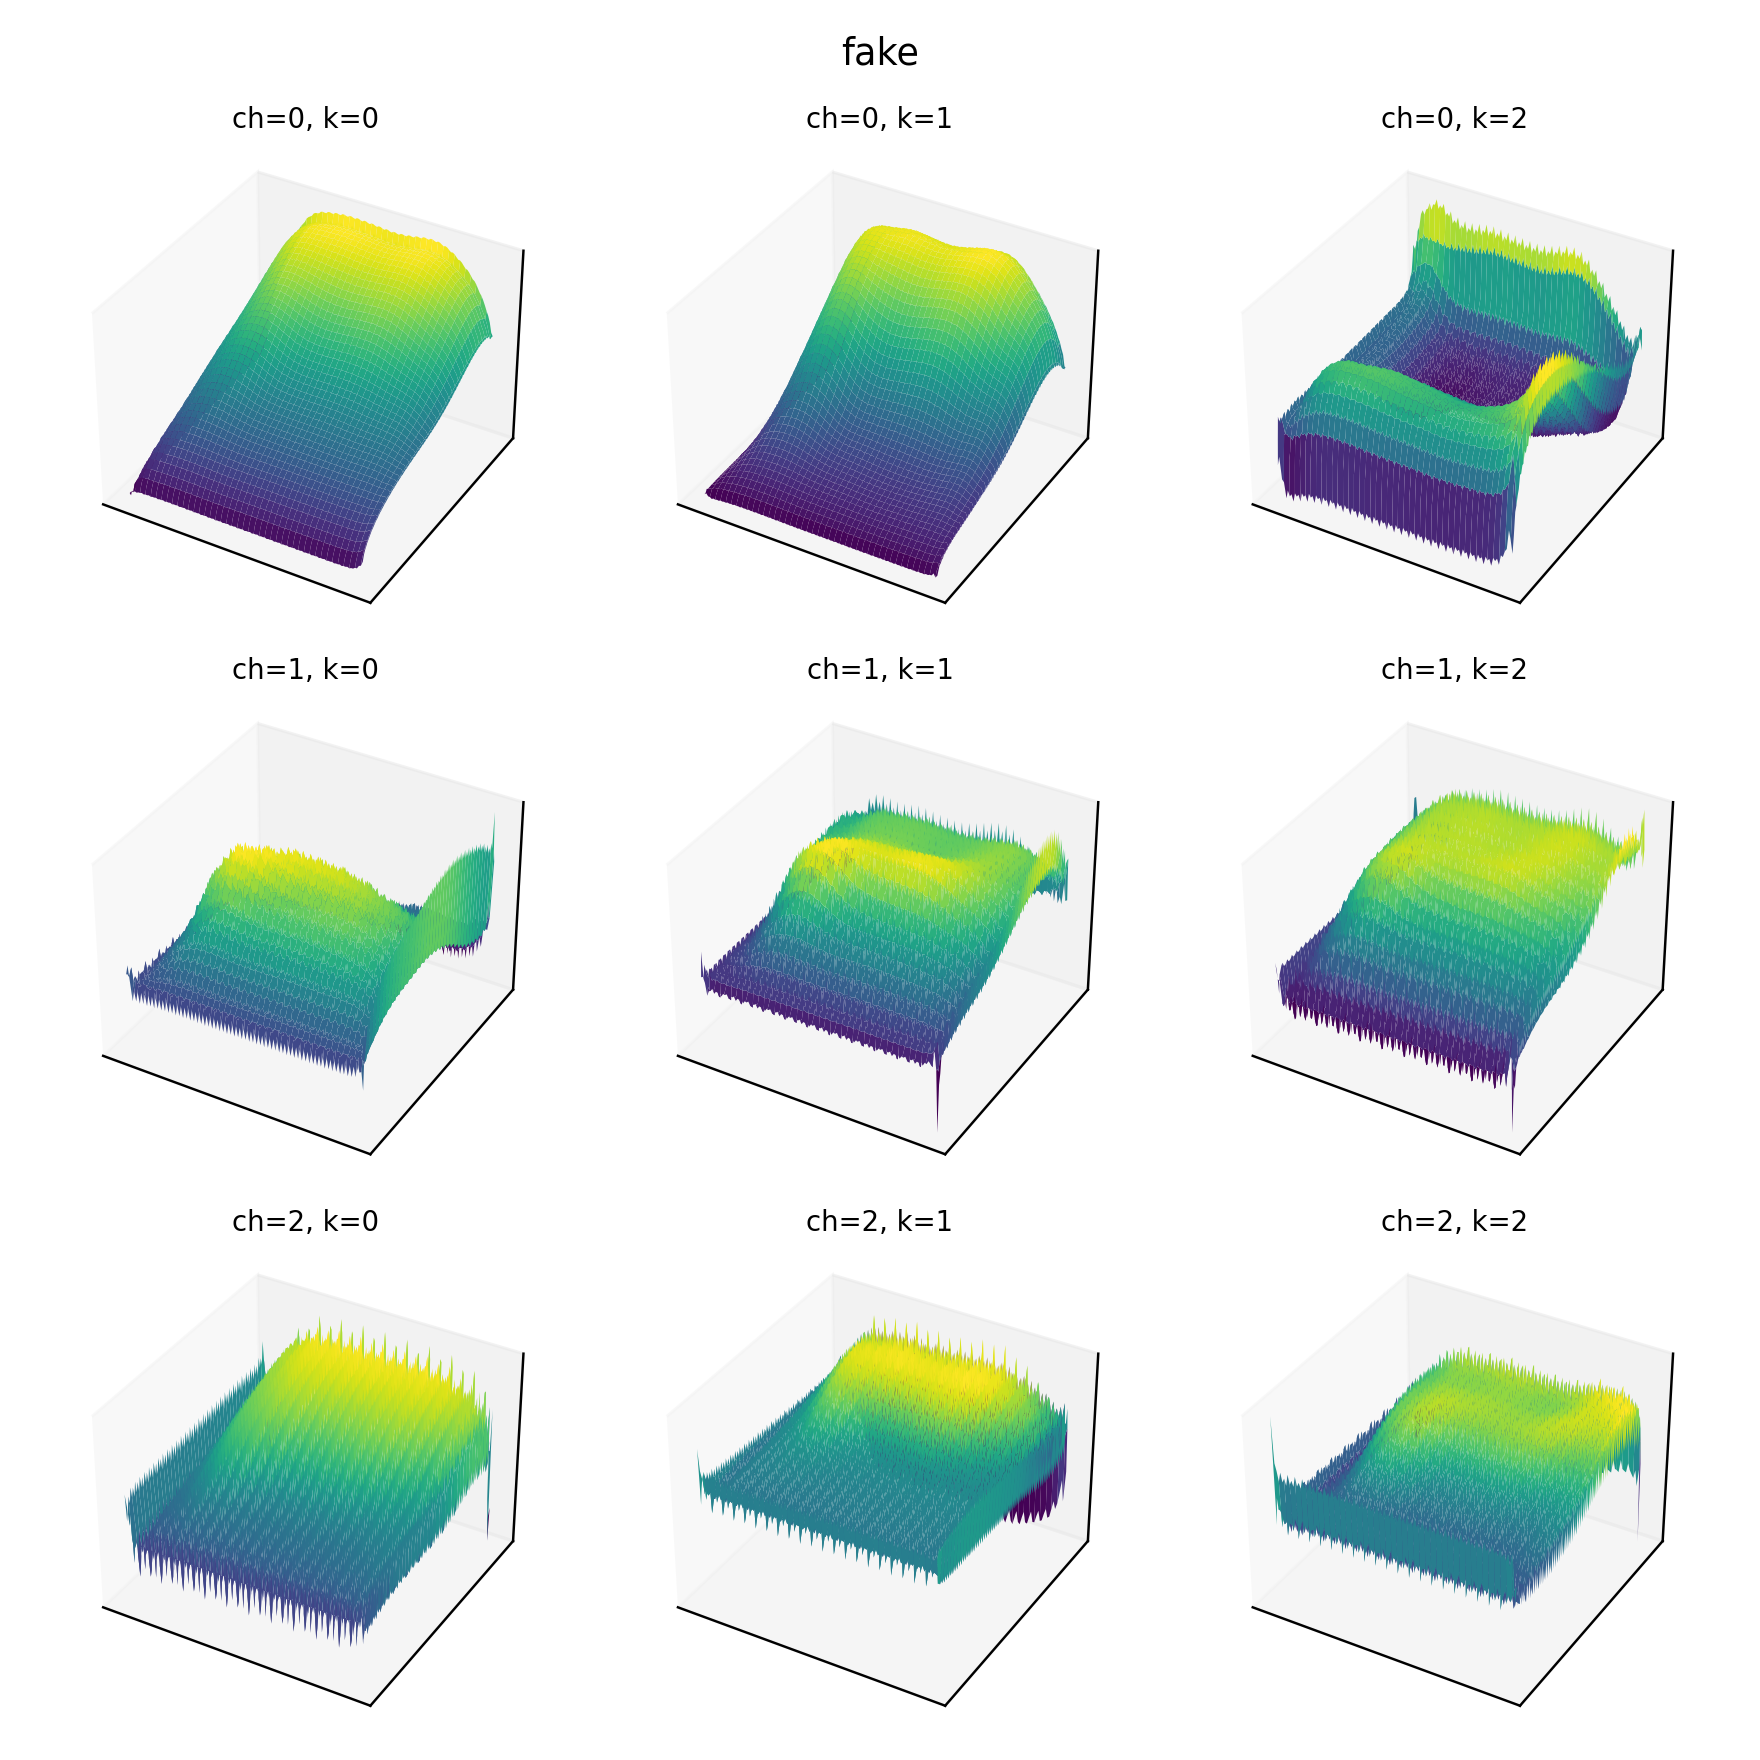 fake
ch=0, k=0
ch=0, k=1
ch=0, k=2
ch=1, k=0
ch=1, k=1
ch=1, k=2
ch=2, k=0
ch=2, k=1
ch=2, k=2